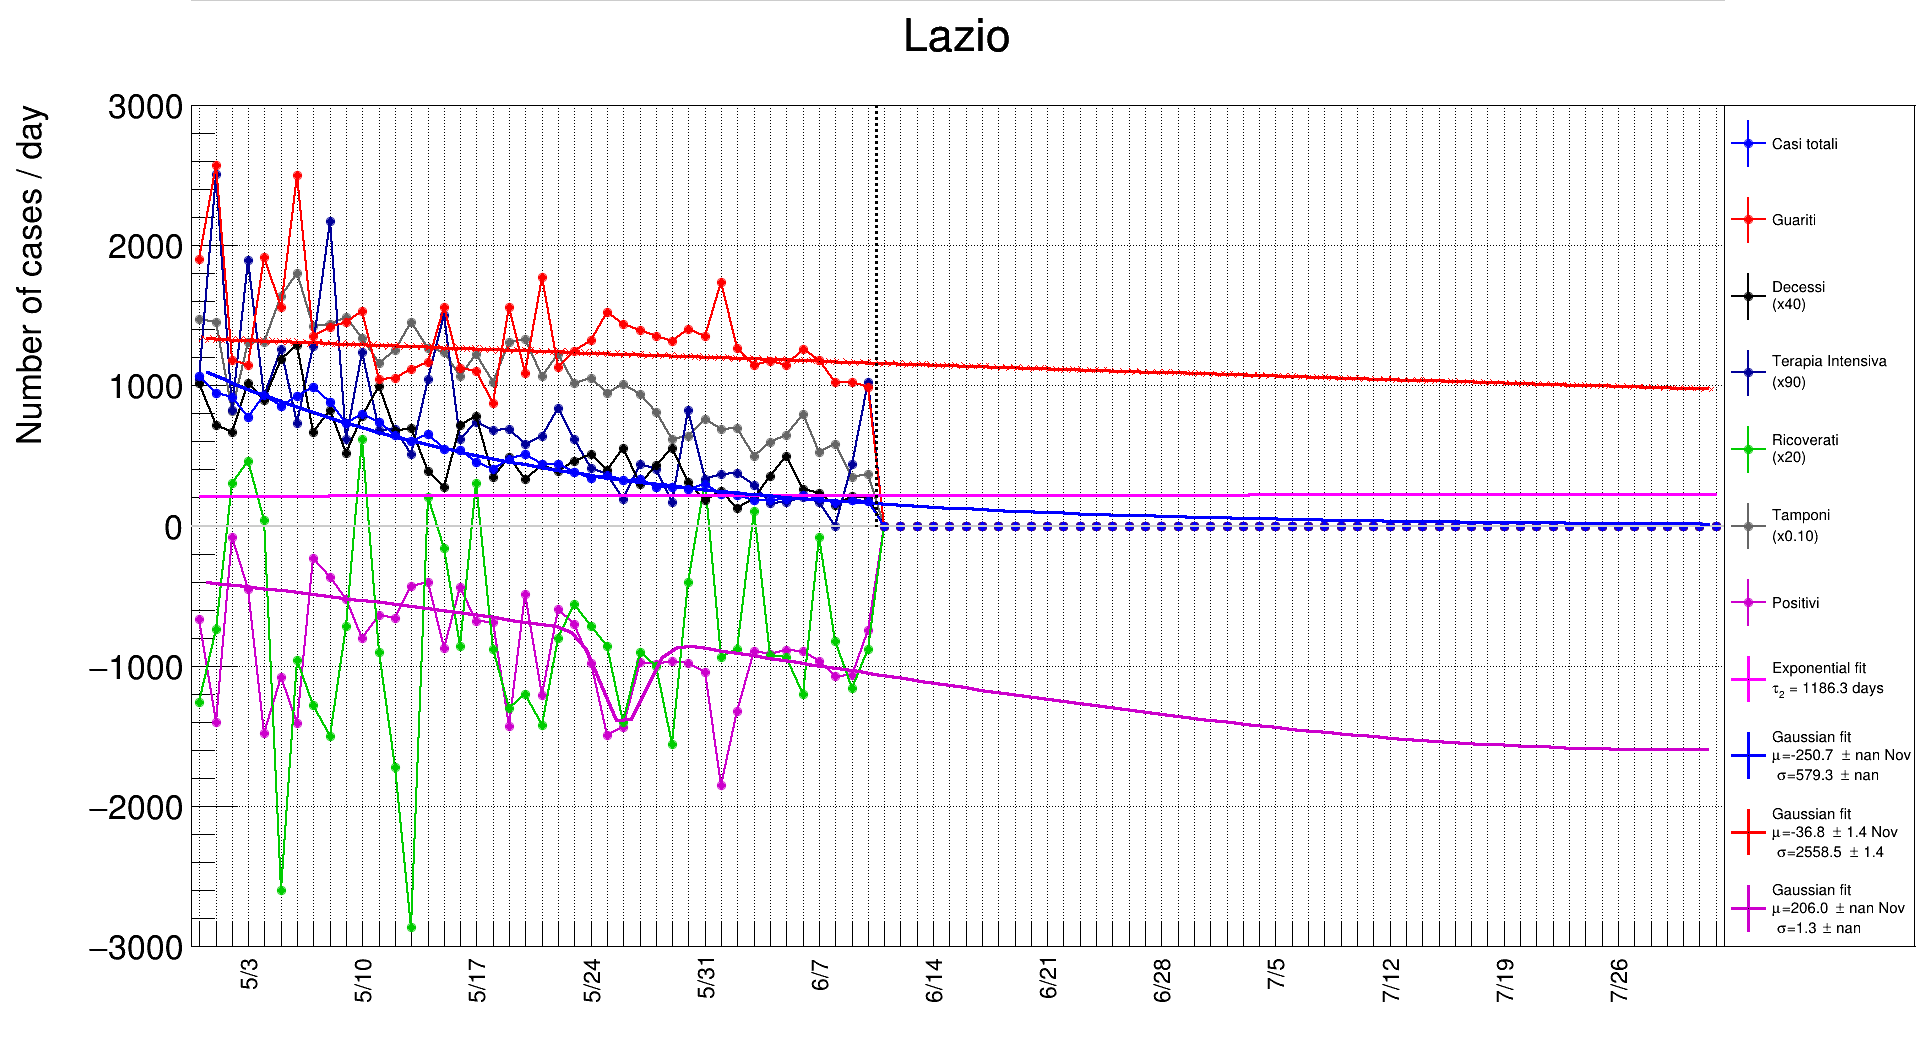 Lazio
Number of cases / day
3000
2000
1000
0
−1000
−2000
−3000
5/3
5/10
5/17
5/24
5/31
6/7
6/14
6/21
6/28
7/5
7/12
7/19
7/26
Casi totali
Guariti
Decessi
(x40)
Terapia Intensiva
(x90)
Ricoverati
(x20)
Tamponi
(x0.10)
Positivi
Exponential fit
τ2 = 1186.3 days
Gaussian fit
μ=-250.7 ± nan Nov
σ=579.3 ± nan
Gaussian fit
μ=-36.8 ± 1.4 Nov
σ=2558.5 ± 1.4
Gaussian fit
μ=206.0 ± nan Nov
σ=1.3 ± nan